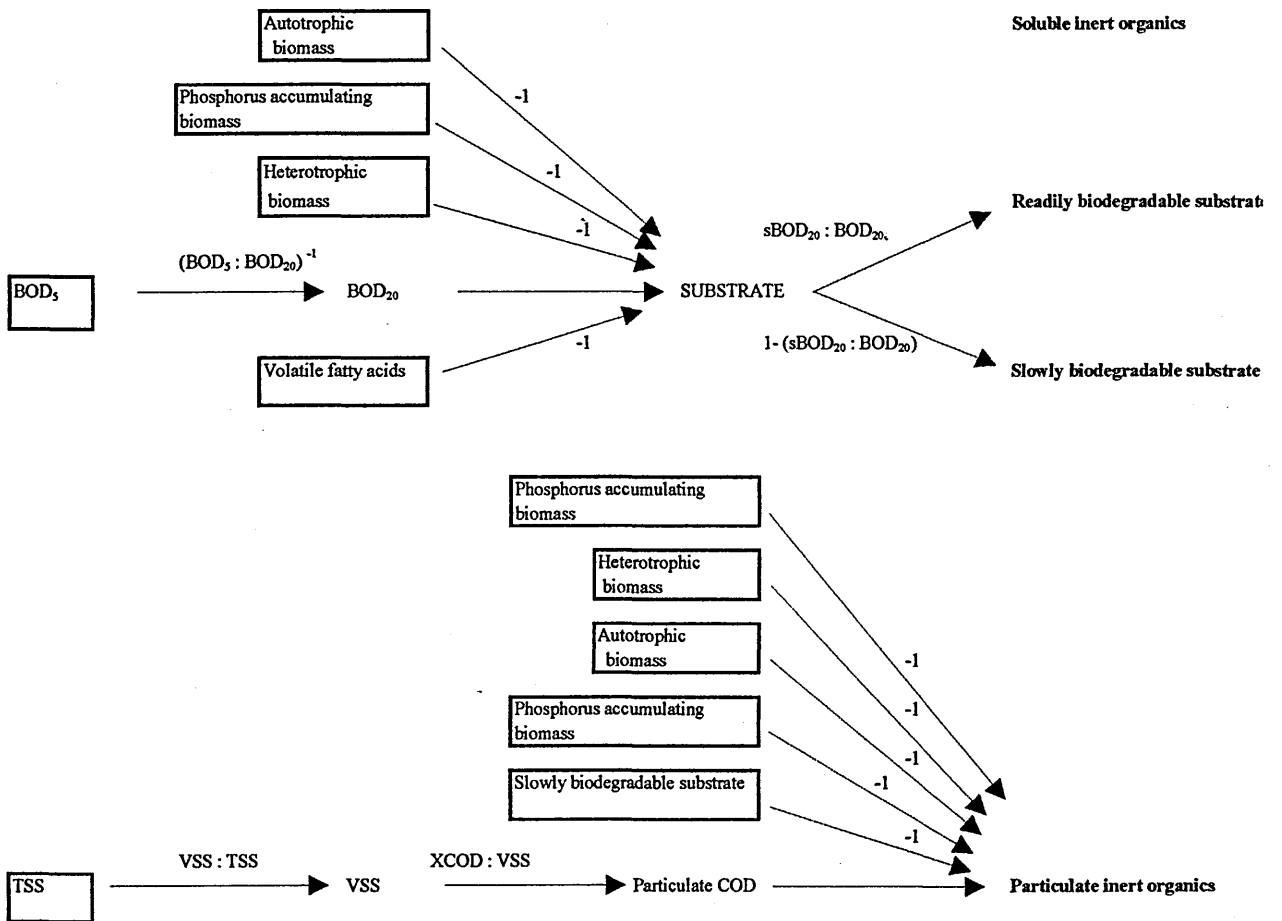 Autotrophic
biomass
Soluble inert organics
Phosphorus accumulating
biomass
-1
Heterotrophic
biomass
-1
-1
sBOD₂₀ : BOD₂₀
Readily biodegradable substrate
BOD₅
(BOD₅ : BOD₂₀)⁻¹
BOD₂₀
SUBSTRATE
-1
1- (sBOD₂₀ : BOD₂₀)
Volatile fatty acids
Slowly biodegradable substrate
Phosphorus accumulating
biomass
Heterotrophic
biomass
Autotrophic
biomass
-1
Phosphorus accumulating
biomass
-1
-1
Slowly biodegradable substrate
-1
-1
TSS
VSS : TSS
VSS
XCOD : VSS
Particulate COD
Particulate inert organics